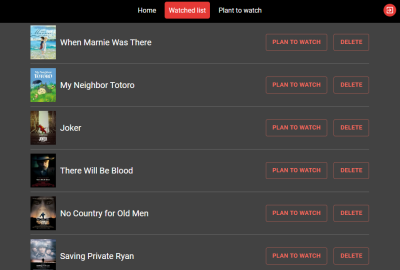 Home Watched list Plant to watch
When Marnie Was There PLAN TO WATCH DELETE
My Neighbor Totoro PLAN TO WATCH DELETE
Joker PLAN TO WATCH DELETE
There Will Be Blood PLAN TO WATCH DELETE
No Country for Old Men PLAN TO WATCH DELETE
Saving Private Ryan PLAN TO WATCH DELETE